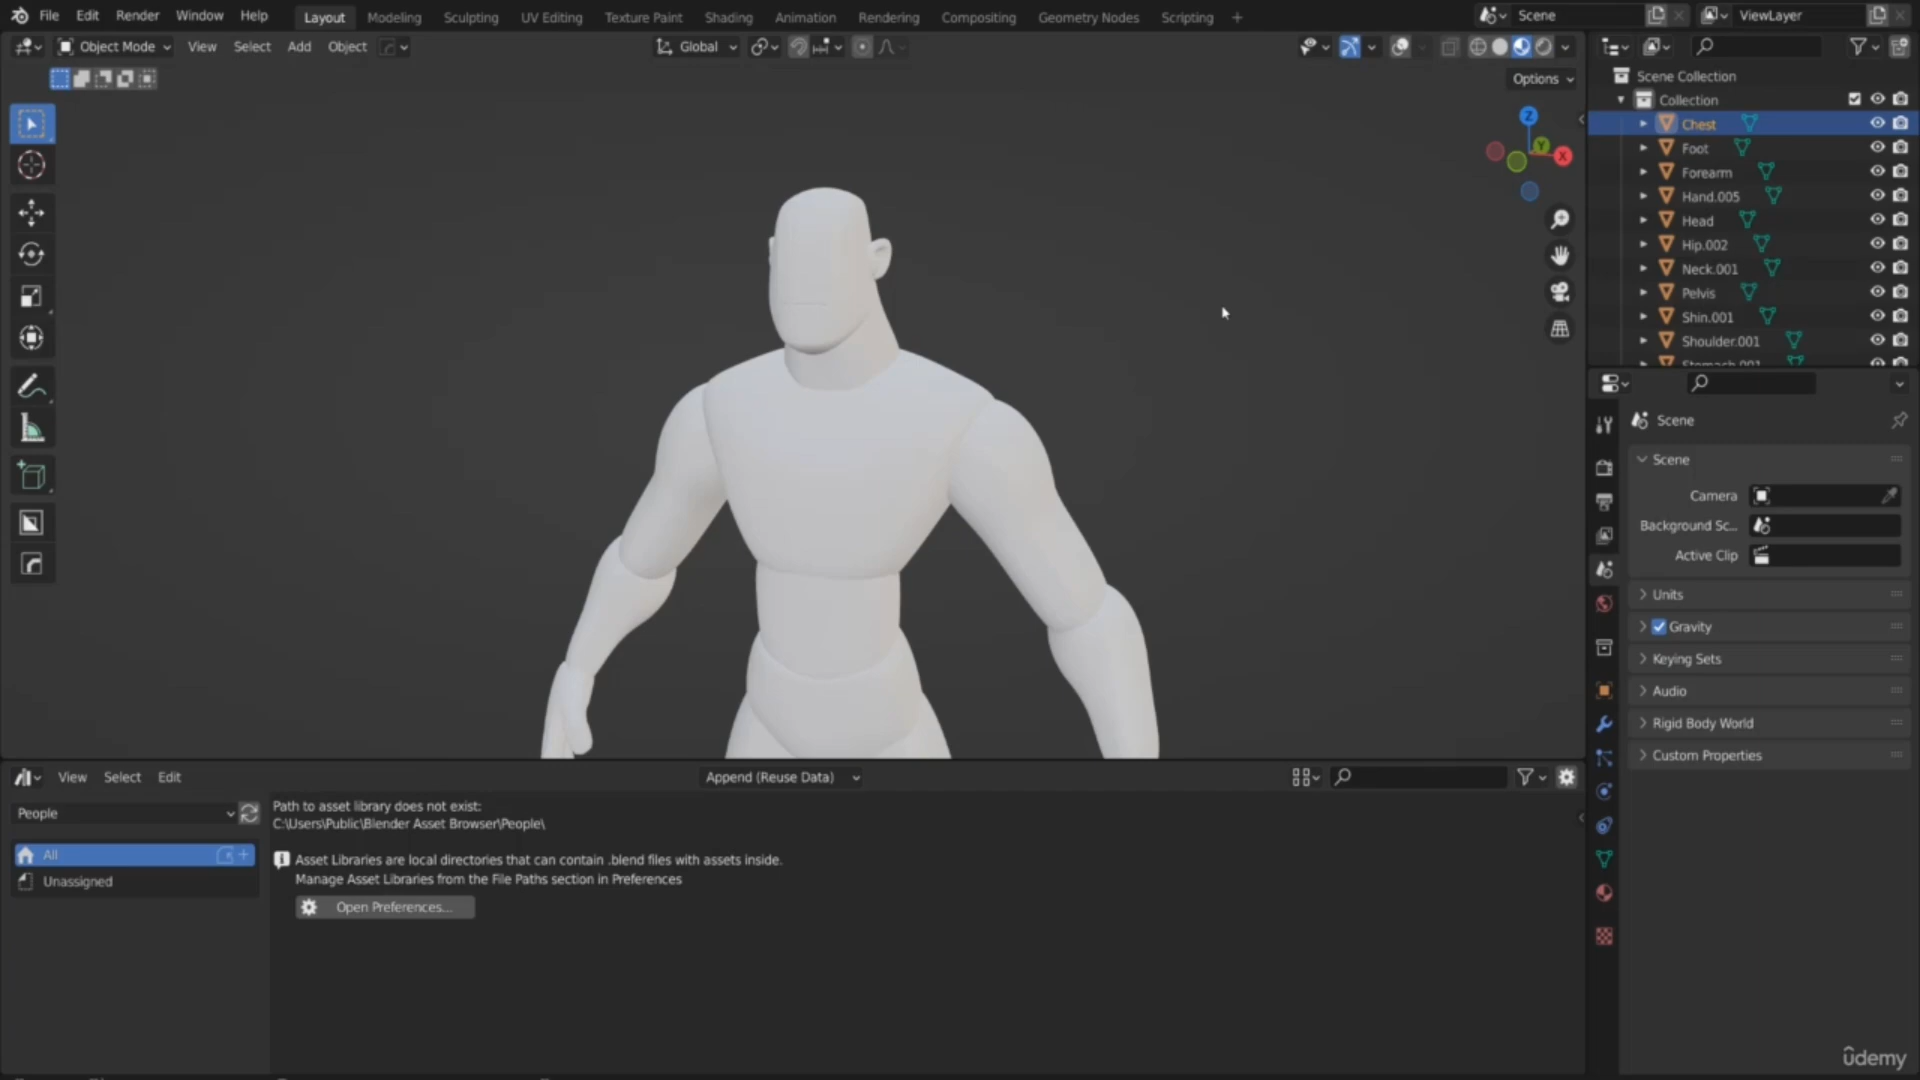 File Edit Render Window Help Layout Modeling Sculpting UV Editing Texture Paint Shading Animation Rendering Compositing Geometry Nodes Scripting + Scene ViewLayer
Object Mode View Select Add Object Global
Options
Z
Y
X
Scene Collection
Collection
Chest
Foot
Forearm
Hand.005
Head
Hip.002
Neck.001
Pelvis
Shin.001
Shoulder.001
Stomach.001
Scene
Scene
Camera
Background Sc...
Active Clip
Units
Gravity
Keying Sets
Audio
Rigid Body World
Custom Properties
View Select Edit Append (Reuse Data)
People
All
Unassigned
Path to asset library does not exist:
C:\Users\Public\Blender Asset Browser\People\
Asset Libraries are local directories that can contain .blend files with assets inside.
Manage Asset Libraries from the File Paths section in Preferences
Open Preferences...
ûdemy